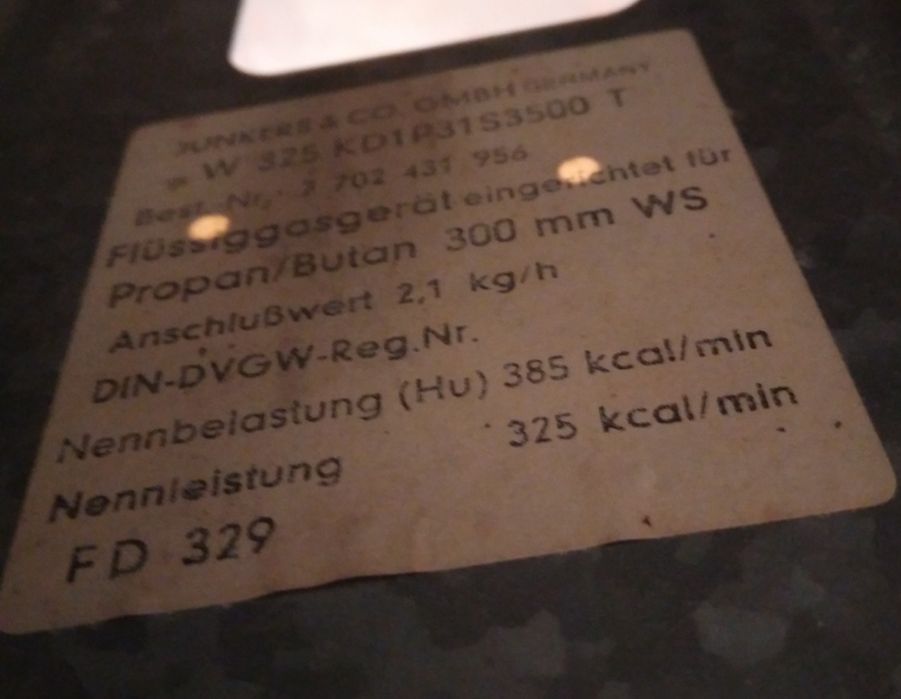 JUNKERS & CO. GMBH GERMANY
W 325 KD1P31S3500 T
Best.-Nr. 7 702 431 956
Flüssiggasgerät eingerichtet für
Propan/Butan 300 mm WS
Anschlußwert 2,1 kg/h
DIN-DVGW-Reg.Nr.
Nennbelastung (Hu) 385 kcal/min
Nennleistung 325 kcal/min
FD 329